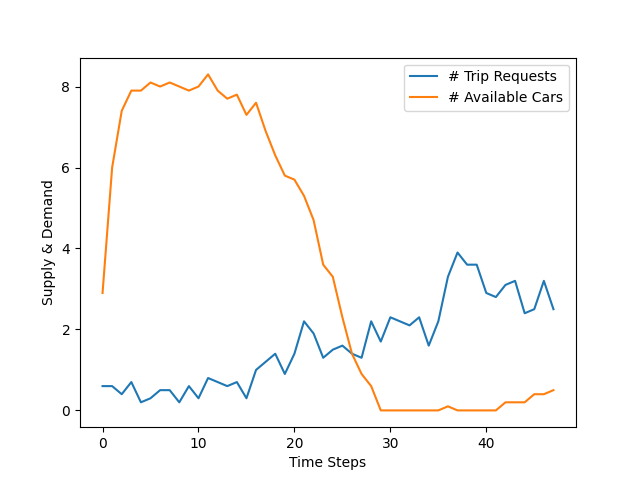 # Trip Requests
# Available Cars
8
6
4
2
0
Supply & Demand
0 10 20 30 40
Time Steps